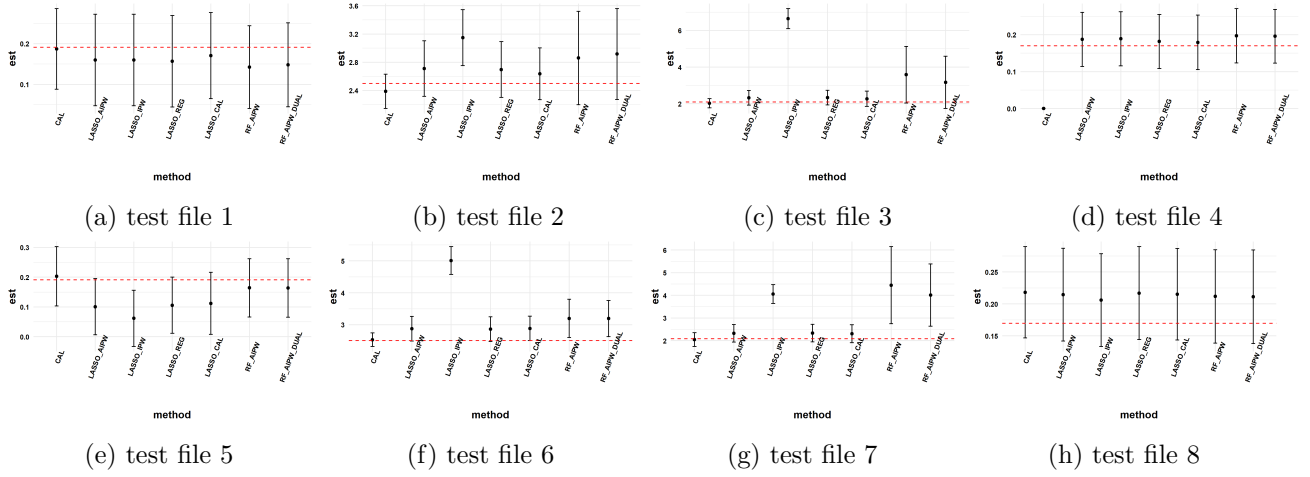 est
0.2
0.1
CAL
LASSO_AIPW
LASSO_IPW
LASSO_REG
LASSO_CAL
RF_AIPW
RF_AIPW_DUAL
method
(a) test file 1
est
3.6
3.2
2.8
2.4
CAL
LASSO_AIPW
LASSO_IPW
LASSO_REG
LASSO_CAL
RF_AIPW
RF_AIPW_DUAL
method
(b) test file 2
est
6
4
2
CAL
LASSO_AIPW
LASSO_IPW
LASSO_REG
LASSO_CAL
RF_AIPW
RF_AIPW_DUAL
method
(c) test file 3
est
0.2
0.1
0.0
CAL
LASSO_AIPW
LASSO_IPW
LASSO_REG
LASSO_CAL
RF_AIPW
RF_AIPW_DUAL
method
(d) test file 4
est
0.3
0.2
0.1
0.0
CAL
LASSO_AIPW
LASSO_IPW
LASSO_REG
LASSO_CAL
RF_AIPW
RF_AIPW_DUAL
method
(e) test file 5
est
5
4
3
CAL
LASSO_AIPW
LASSO_IPW
LASSO_REG
LASSO_CAL
RF_AIPW
RF_AIPW_DUAL
method
(f) test file 6
est
6
5
4
3
2
CAL
LASSO_AIPW
LASSO_IPW
LASSO_REG
LASSO_CAL
RF_AIPW
RF_AIPW_DUAL
method
(g) test file 7
est
0.25
0.20
0.15
CAL
LASSO_AIPW
LASSO_IPW
LASSO_REG
LASSO_CAL
RF_AIPW
RF_AIPW_DUAL
method
(h) test file 8